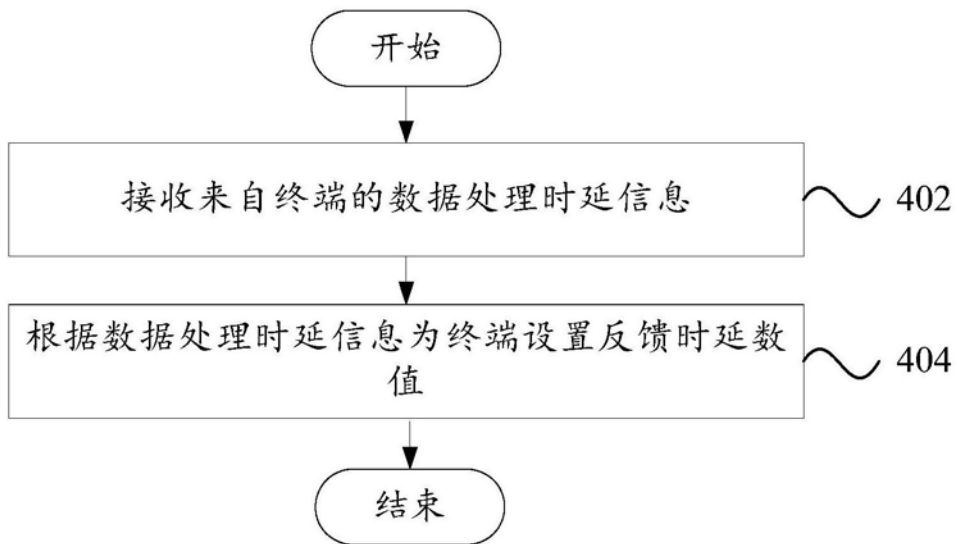 开始
接收来自终端的数据处理时延信息
402
根据数据处理时延信息为终端设置反馈时延数
值
404
结束